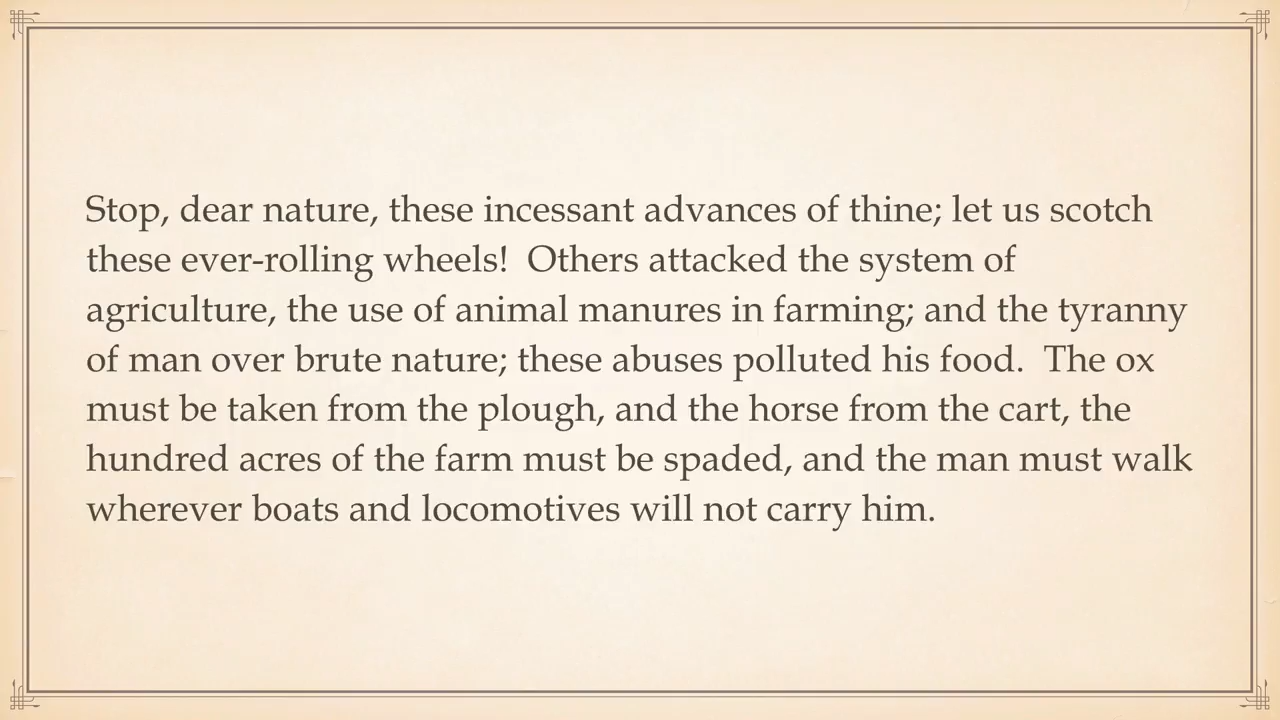 Stop, dear nature, these incessant advances of thine; let us scotch
these ever-rolling wheels!  Others attacked the system of
agriculture, the use of animal manures in farming; and the tyranny
of man over brute nature; these abuses polluted his food.  The ox
must be taken from the plough, and the horse from the cart, the
hundred acres of the farm must be spaded, and the man must walk
wherever boats and locomotives will not carry him.